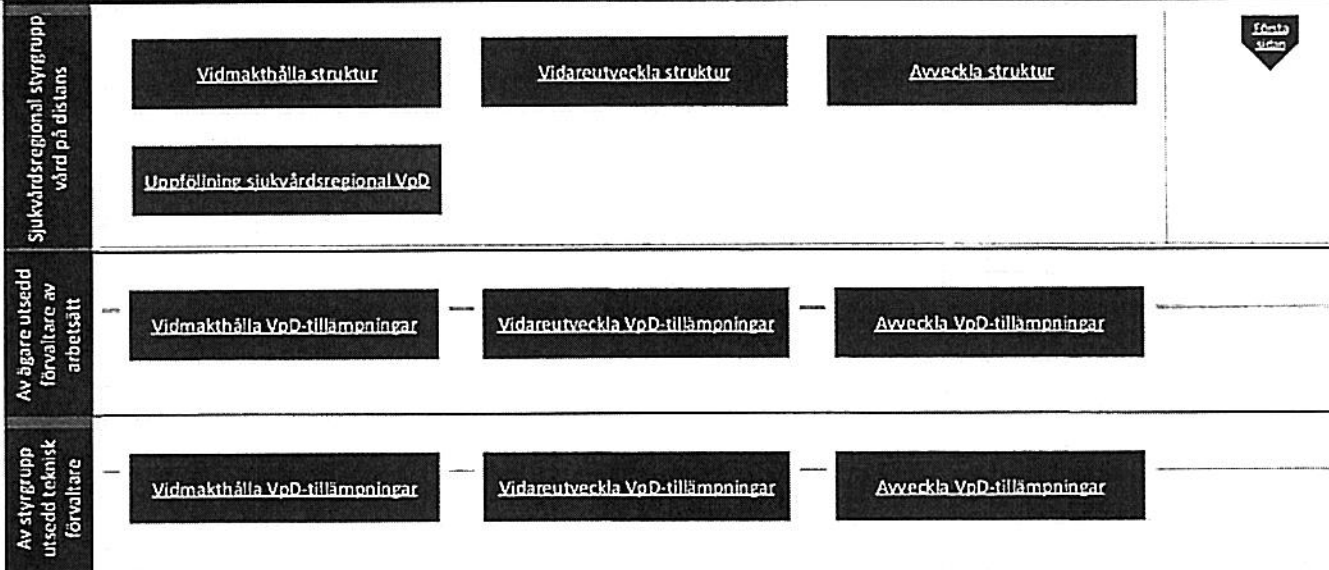 Sjukvårdsregional styrgrupp
vård på distans
Vidmakthålla struktur
Vidareutveckla struktur
Avveckla struktur
Första
sidan
Uppföljning sjukvårdsregional VpD
Av ägare utsedd
förvaltare av
arbetsätt
Vidmakthålla VpD-tillämpningar
Vidareutveckla VpD-tillämpningar
Avveckla VpD-tillämpningar
Av styrgrupp
utsedd teknisk
förvaltare
Vidmakthålla VpD-tillämpningar
Vidareutveckla VpD-tillämpningar
Avveckla VpD-tillämpningar